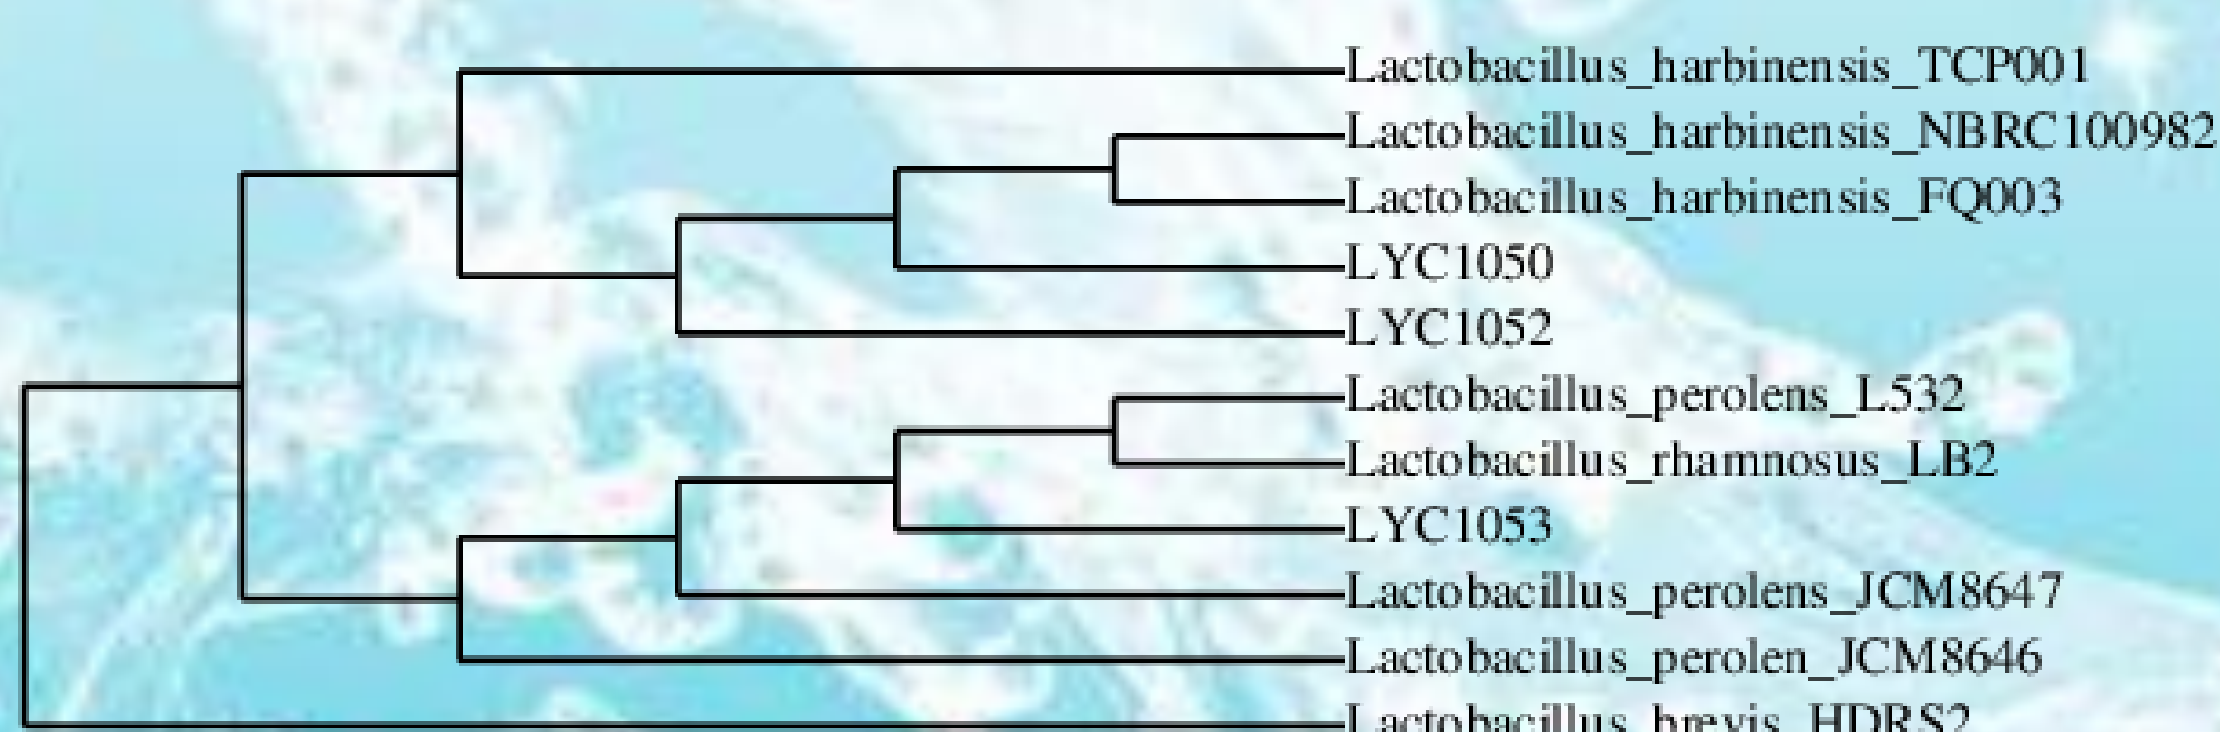 Lactobacillus_harbinensis_TCP001
Lactobacillus_harbinensis_NBRC100982
Lactobacillus_harbinensis_FQ003
LYC1050
LYC1052
Lactobacillus_perolens_L532
Lactobacillus_rhamnosus_LB2
LYC1053
Lactobacillus_perolens_JCM8647
Lactobacillus_perolen_JCM8646
Lactobacillus_brevis_HDRS2